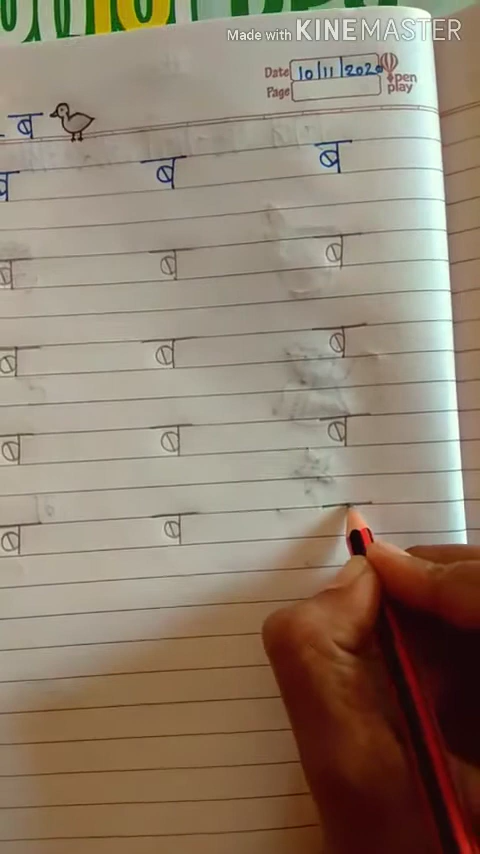 Made with KINEMASTER
Date 10/11/2020
Page
open play
- ब
ब ब ब
ब ब ब
ब ब ब
ब ब ब
ब ब